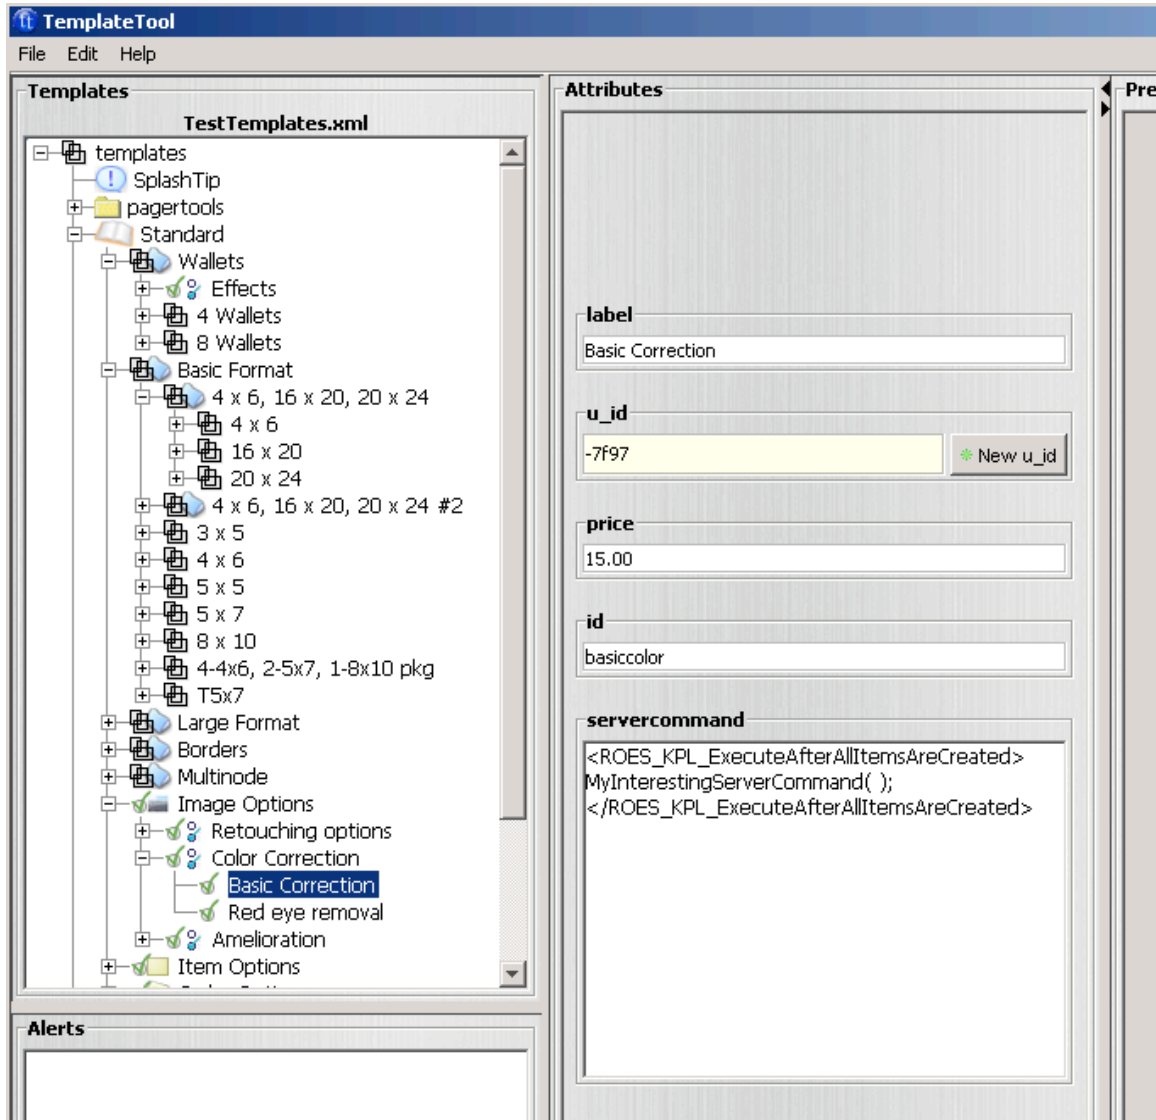 TemplateTool
File Edit Help
Templates
TestTemplates.xml
templates
SplashTip
pagertools
Standard
Wallets
Effects
4 Wallets
8 Wallets
Basic Format
4 x 6, 16 x 20, 20 x 24
4 x 6
16 x 20
20 x 24
4 x 6, 16 x 20, 20 x 24 #2
3 x 5
4 x 6
5 x 5
5 x 7
8 x 10
4-4x6, 2-5x7, 1-8x10 pkg
T5x7
Large Format
Borders
Multinode
Image Options
Retouching options
Color Correction
Basic Correction
Red eye removal
Amelioration
Item Options
Alerts
Attributes
label
Basic Correction
u_id
-7f97
New u_id
price
15.00
id
basiccolor
servercommand
<ROES_KPL_ExecuteAfterAllItemsAreCreated>
MyInterestingServerCommand( );
</ROES_KPL_ExecuteAfterAllItemsAreCreated>
Pre